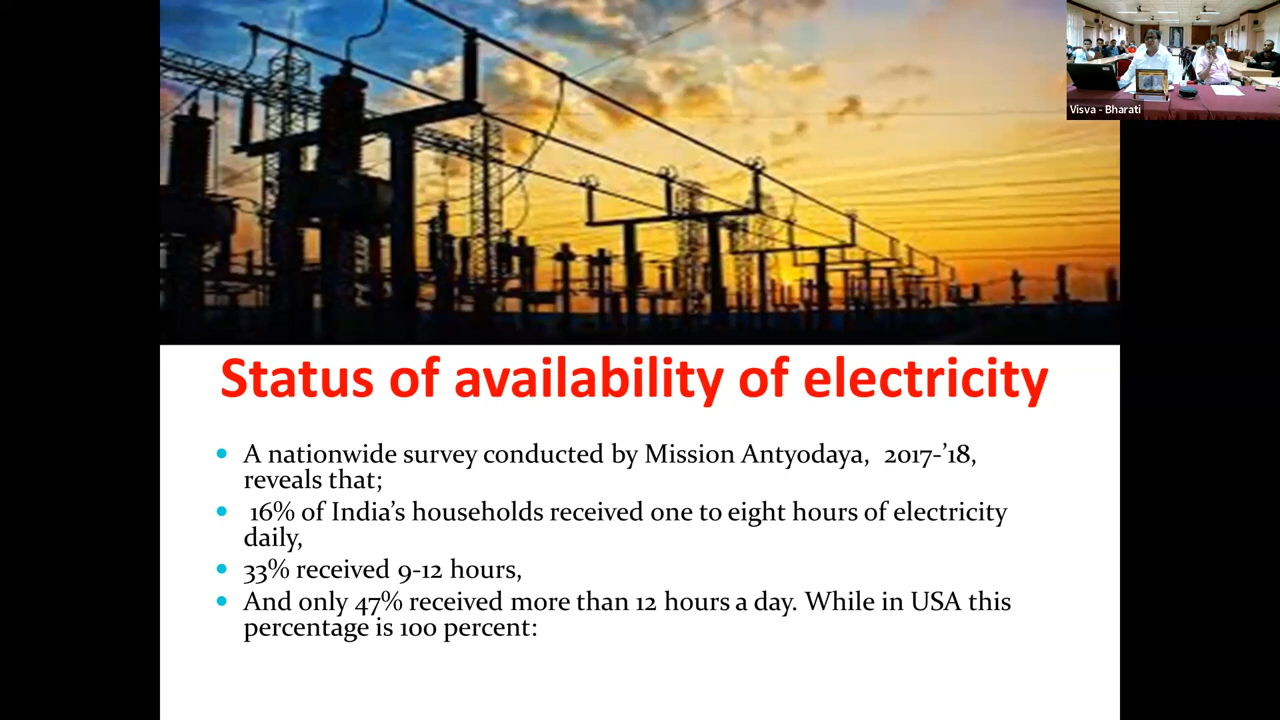 Visva - Bharati
Status of availability of electricity
• A nationwide survey conducted by Mission Antyodaya, 2017-’18,
reveals that;
• 16% of India’s households received one to eight hours of electricity
daily,
• 33% received 9-12 hours,
• And only 47% received more than 12 hours a day. While in USA this
percentage is 100 percent: